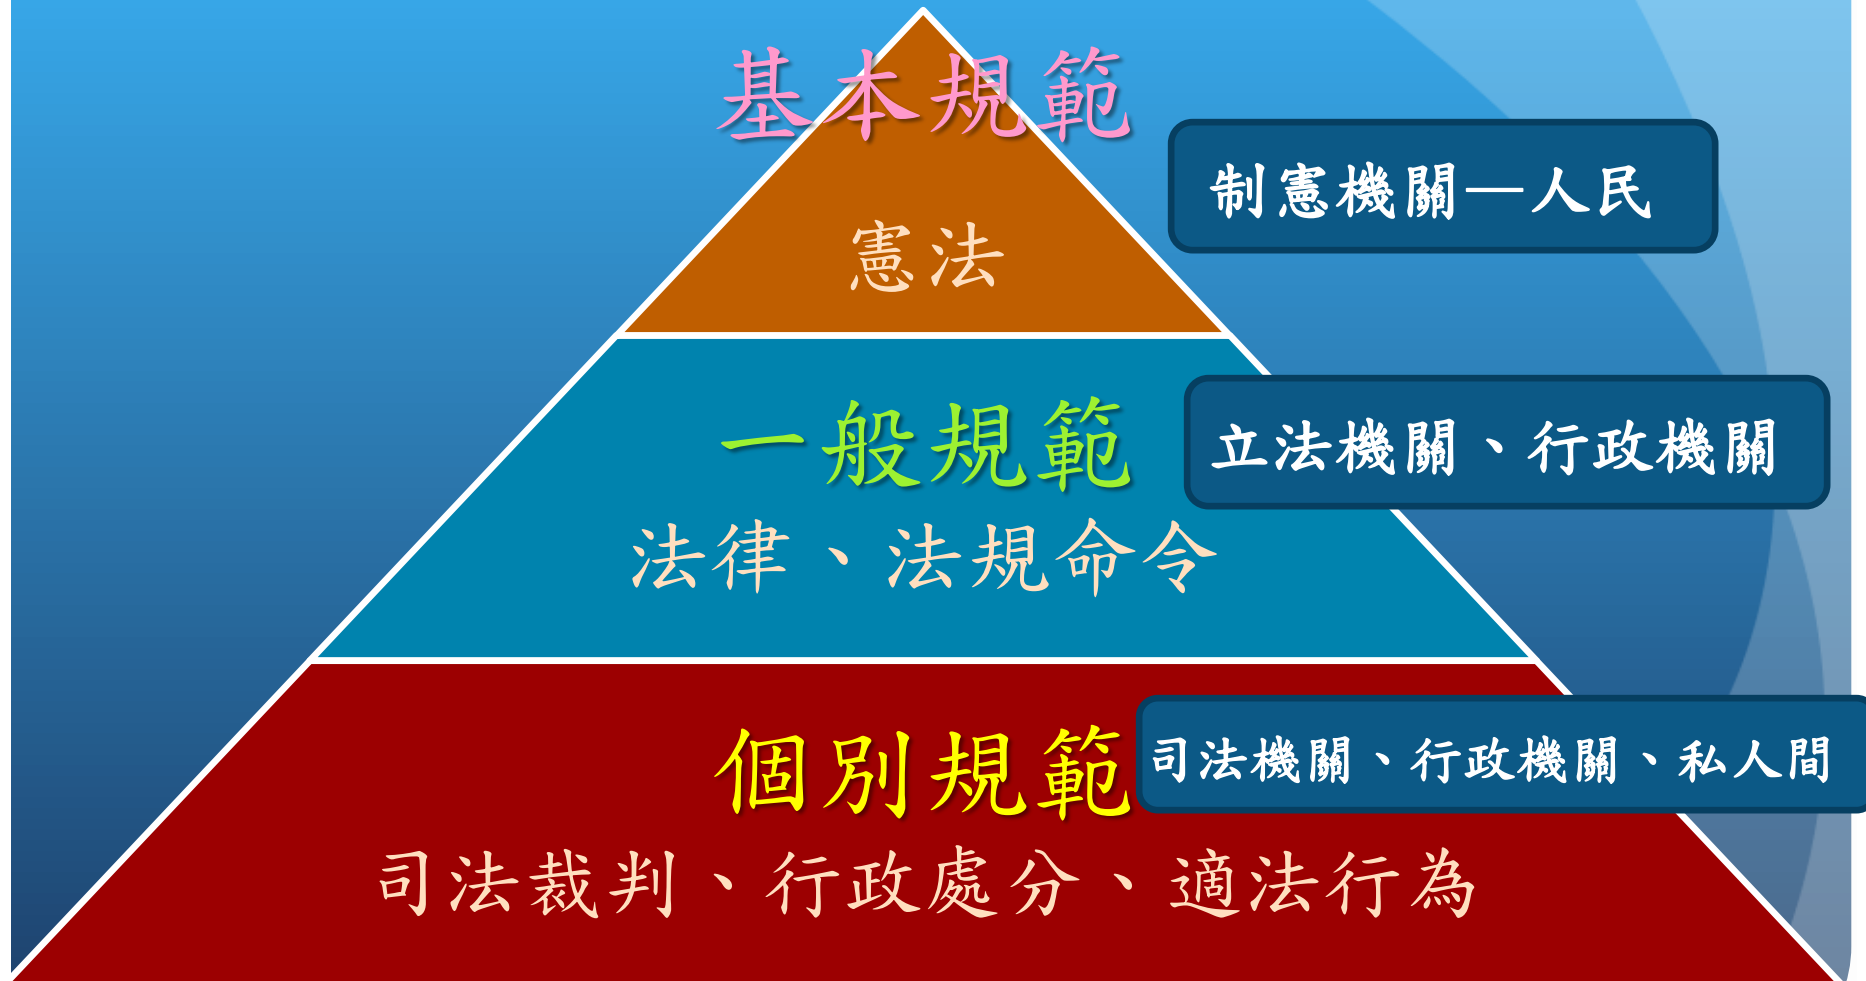 基本規範
制憲機關—人民
憲法
一般規範
立法機關、行政機關
法律、法規命令
個別規範
司法機關、行政機關、私人間
司法裁判、行政處分、適法行為